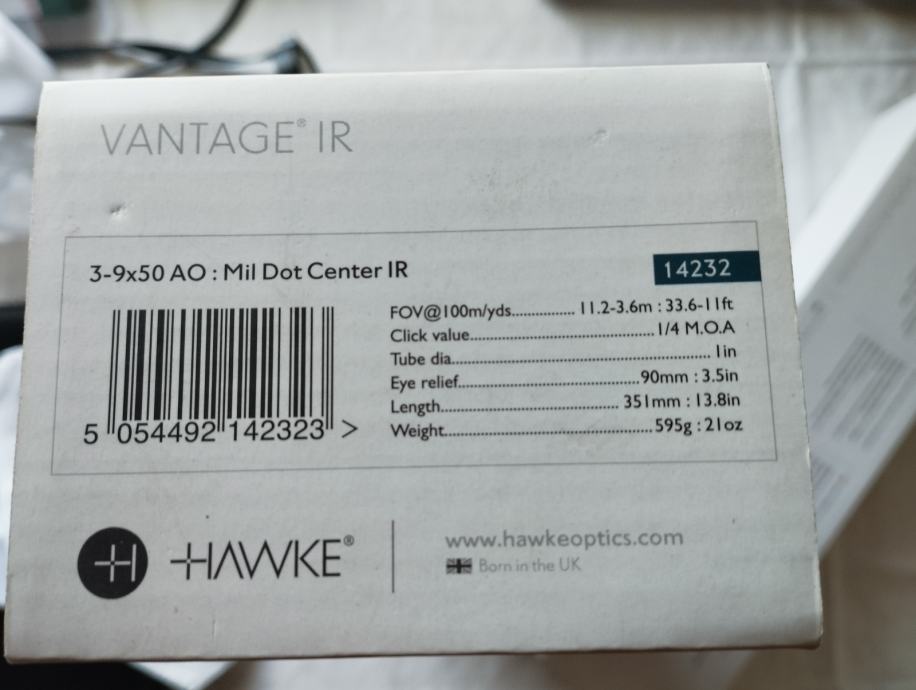 VANTAGE® IR
3-9x50 AO : Mil Dot Center IR
14232
FOV@100m/yds............... 11.2-3.6m : 33.6-11ft
Click value............................................1/4 M.O.A
Tube dia............................................................ 1in
Eye relief..........................................90mm : 3.5in
Length......................................... 351mm : 13.8in
Weight.................................................595g : 21oz
5 054492 142323 >
HAWKE®
www.hawkeoptics.com
Born in the UK